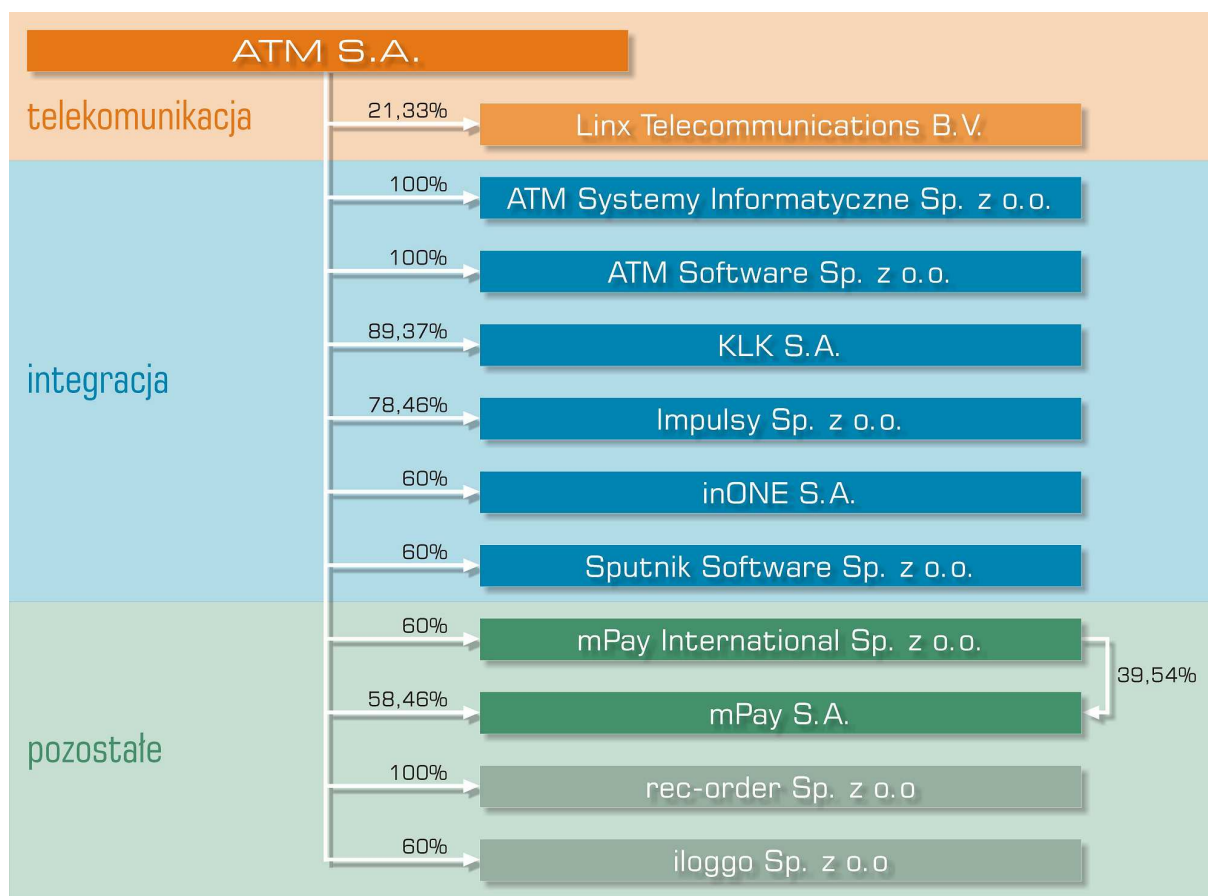 ATM S.A.
telekomunikacja
21,33%
Linx Telecommunications B.V.
100%
ATM Systemy Informatyczne Sp. z o.o.
100%
ATM Software Sp. z o.o.
89,37%
KLK S.A.
integracja
78,46%
Impulsy Sp. z o.o.
60%
inONE S.A.
60%
Sputnik Software Sp. z o.o.
60%
mPay International Sp. z o.o.
39,54%
58,46%
mPay S.A.
pozostałe
100%
rec-order Sp. z o.o
60%
iloggo Sp. z o.o